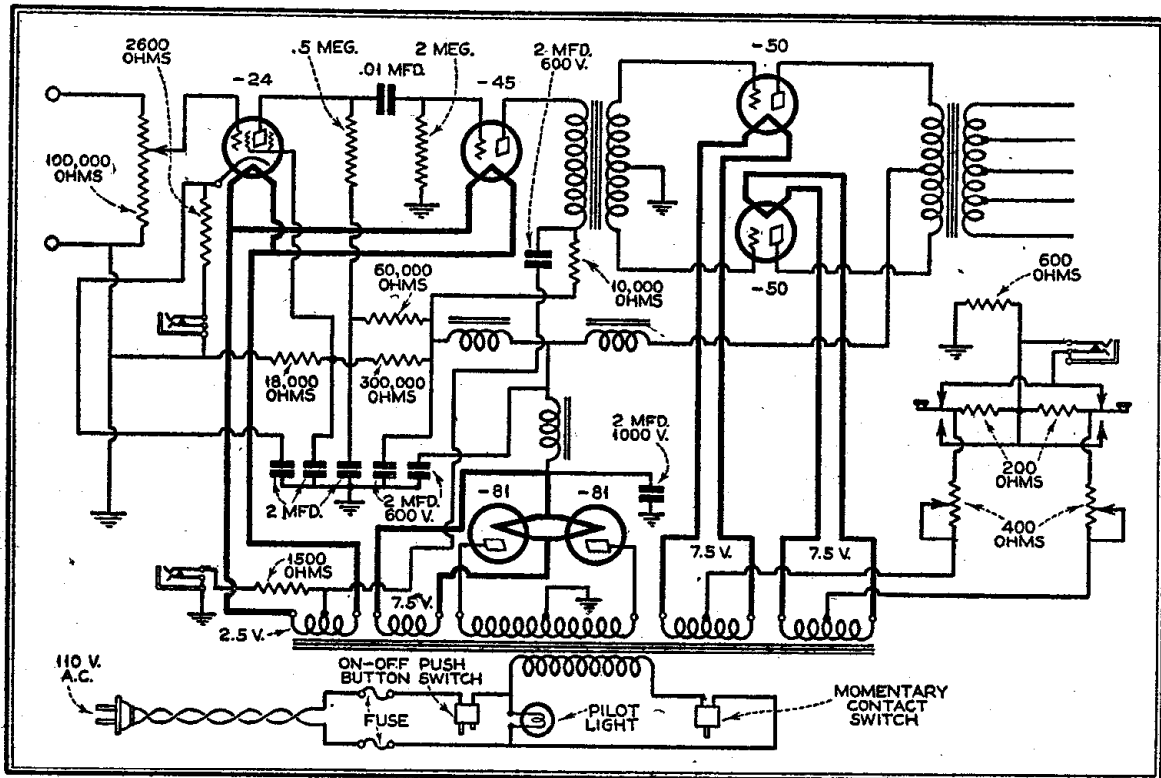 2600
OHMS
.5 MEG.
2 MEG.
.01 MFD.
-24
-45
2 MFD.
600 V.
-50
100,000
OHMS
-50
60,000
OHMS
10,000
OHMS
600
OHMS
18,000
OHMS
300,000
OHMS
2 MFD.
1000 V.
200
OHMS
2 MFD.
2 MFD.
600 V.
-81
-81
400
OHMS
1500
OHMS
7.5 V.
7.5 V.
7.5 V.
2.5 V.
110 V.
A.C.
ON-OFF PUSH
BUTTON SWITCH
FUSE
PILOT
LIGHT
MOMENTARY
CONTACT
SWITCH